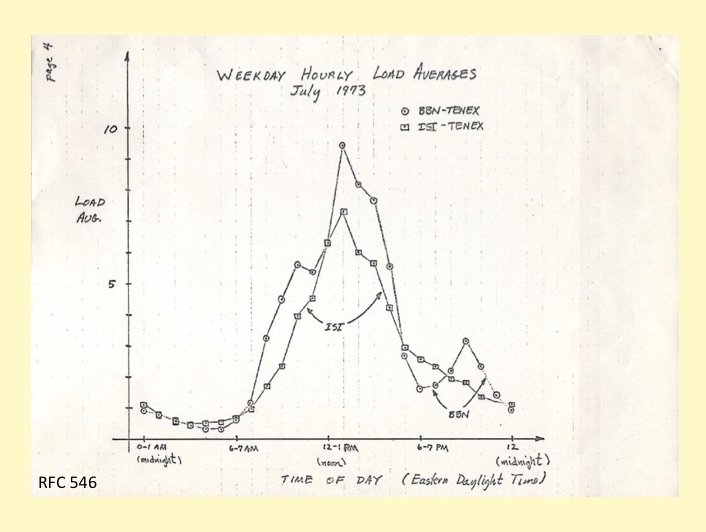 page 4
WEEKDAY HOURLY LOAD AVERAGES
July 1973
BBN-TENEX
ISI-TENEX
10
LOAD
AVG.
5
ISI
BBN
0-1 AM
6-7 AM
12-1 PM
6-7 PM
12
(midnight)
(noon)
(midnight)
TIME OF DAY (Eastern Daylight Time)
RFC 546